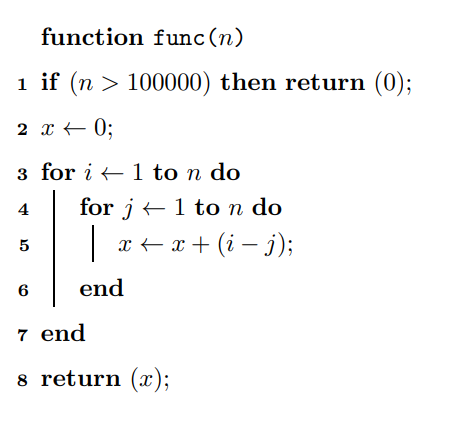 function func(n)
1 if (n > 100000) then return (0);
2 x ← 0;
3 for i ← 1 to n do
4 for j ← 1 to n do
5 x ← x + (i − j);
6 end
7 end
8 return (x);